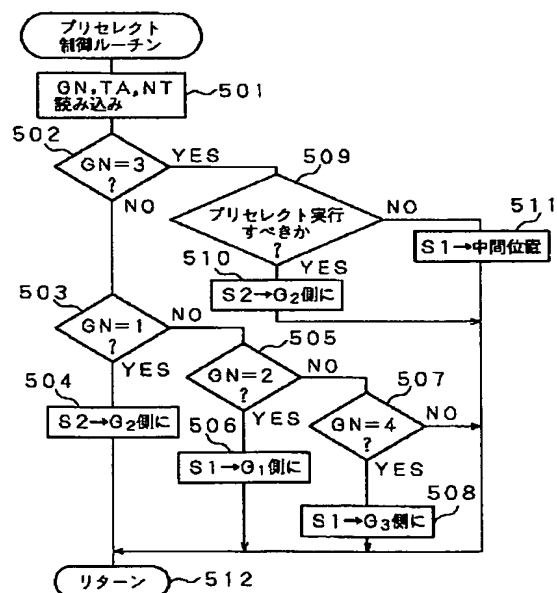 プリセレクト
制御ルーチン
GN,TA,NT
読み込み
501
502
GN=3
?
YES
NO
509
プリセレクト実行
すべきか
?
NO
YES
511
S1→中間位置
510
S2→G₂側に
503
GN=1
?
NO
YES
504
S2→G₂側に
505
GN=2
?
NO
YES
506
S1→G₁側に
507
GN=4
?
NO
YES
S1→G₃側に
508
リターン
512